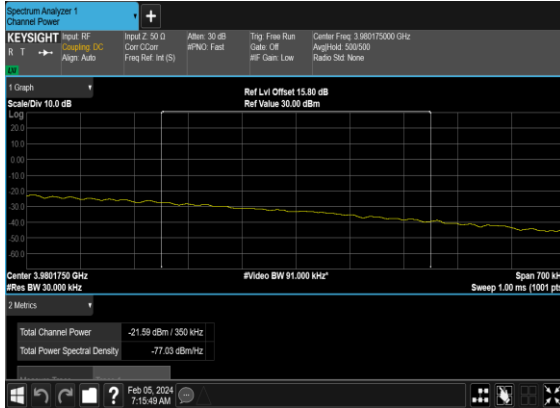 Spectrum Analyzer 1
Channel Power
+
KEYSIGHT
R T
Input: RF
Coupling: DC
Align: Auto
Input Z: 50 Ω
Corr CCorr
Freq Ref: Int (S)
Atten: 30 dB
#PNO: Fast
Trig: Free Run
Gate: Off
#IF Gain: Low
Center Freq: 3.980175000 GHz
Avg|Hold: 500/500
Radio Std: None
1 Graph
Scale/Div 10.0 dB
Ref Lvl Offset 15.80 dB
Ref Value 30.00 dBm
Log
20.0
10.0
0.00
-10.0
-20.0
-30.0
-40.0
-50.0
-60.0
Center 3.9801750 GHz
#Video BW 91.000 kHz*
Span 700 kH
#Res BW 30.000 kHz
Sweep 1.00 ms (1001 pts
2 Metrics
Total Channel Power -21.59 dBm / 350 kHz
Total Power Spectral Density -77.03 dBm/Hz
?
Feb 05, 2024
7:15:49 AM